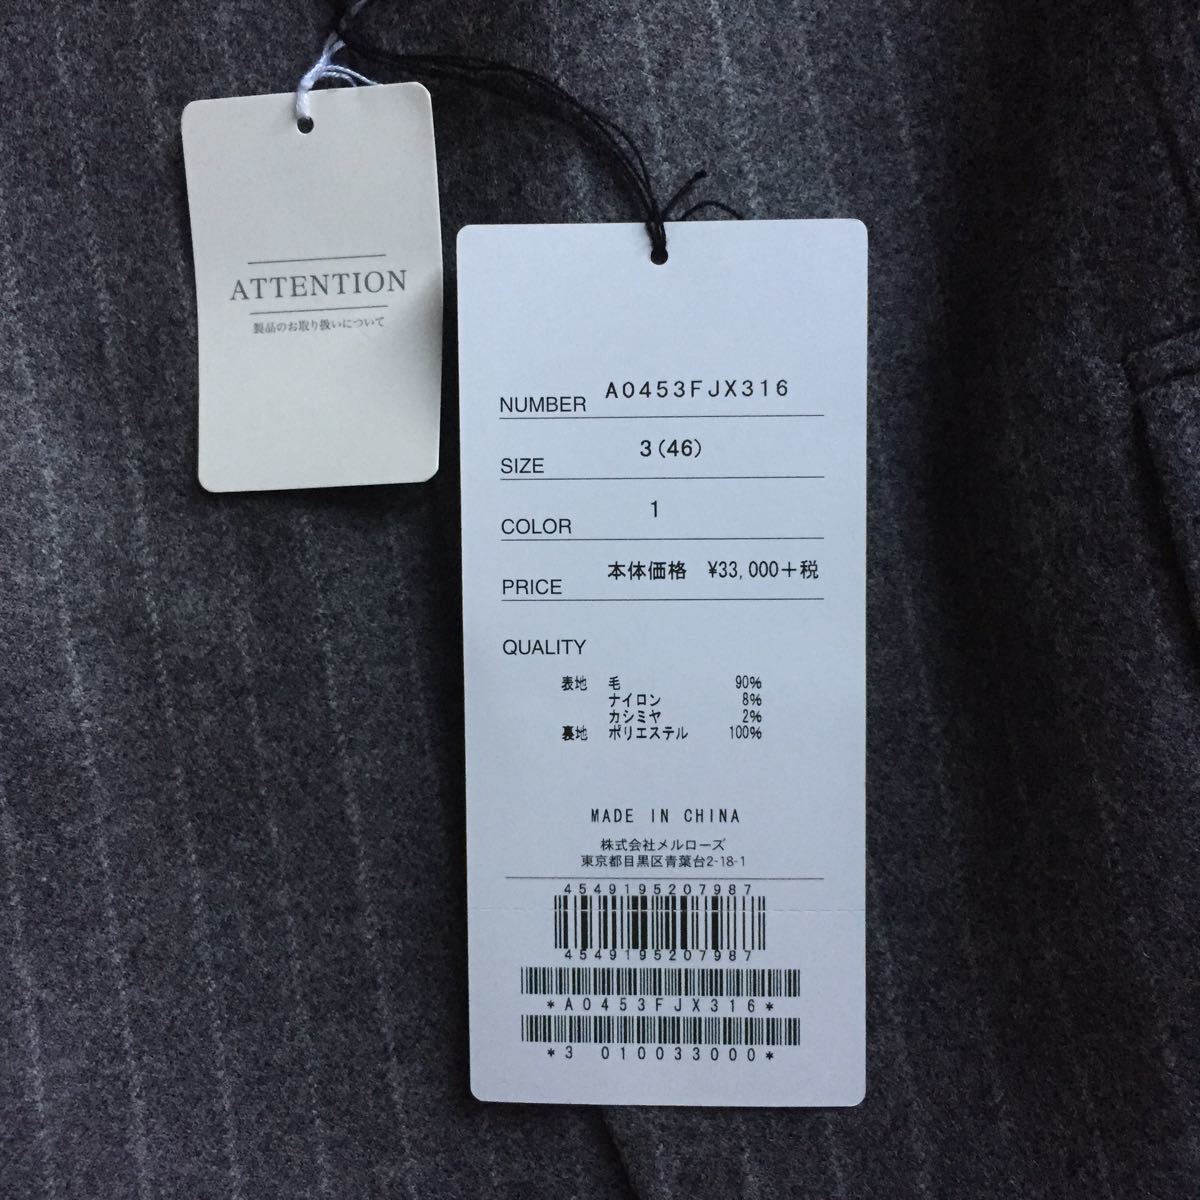 ATTENTION
製品のお取り扱いについて
NUMBER A0453FJX316
SIZE 3(46)
COLOR 1
PRICE 本体価格 ¥33,000+税
QUALITY
表地 毛 90%
ナイロン 8%
カシミヤ 2%
裏地 ポリエステル 100%
MADE IN CHINA
株式会社メルローズ
東京都目黒区青葉台2-18-1
4549195207987
4549195207987
*A0453FJX316*
*3 010033000*